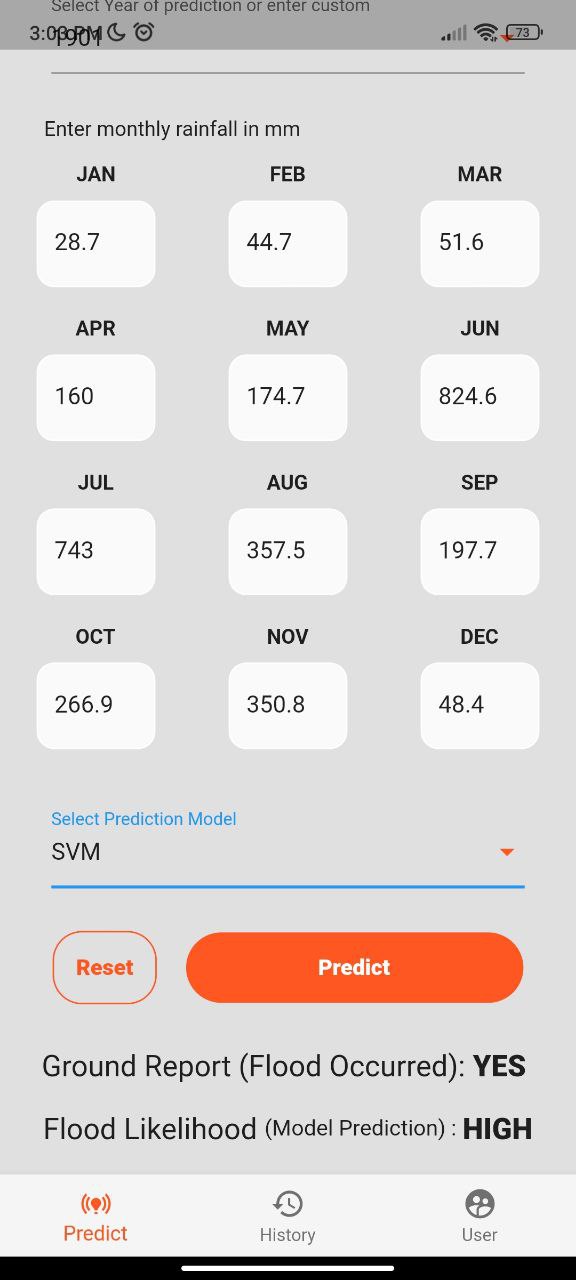 Select Year of prediction or enter custom
3:03 PM 73
1901
Enter monthly rainfall in mm
JAN FEB MAR
28.7 44.7 51.6
APR MAY JUN
160 174.7 824.6
JUL AUG SEP
743 357.5 197.7
OCT NOV DEC
266.9 350.8 48.4
Select Prediction Model
SVM
Reset Predict
Ground Report (Flood Occurred): YES
Flood Likelihood (Model Prediction) : HIGH
Predict History User